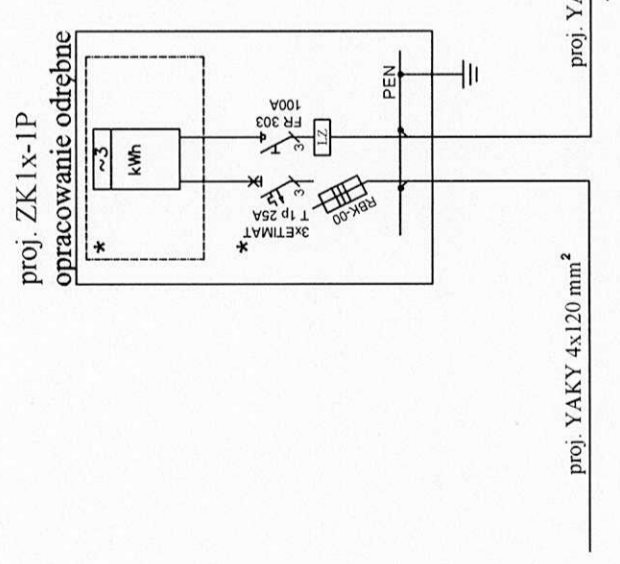 proj. ZK1x-1P
opracowanie odrębne
~3
kWh
*
*
FR 303
100A
3
LZ
3xETIMAT
T 1p 25A
3
RBK-00
PEN
proj. YAKY 4x120 mm²
proj. YA